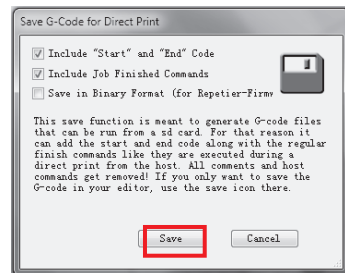 Save G-Code for Direct Print
Include "Start" and "End" Code
Include Job Finished Commands
Save in Binary Format (for Repetier-Firmw
This save function is meant to generate G-code files
that can be run from a sd card. For that reason it
can add the start and end code along with the regular
finish commands like they are executed during a
direct print from the host. All comments and host
commands get removed! If you only want to save the
G-code in your editor, use the save icon there.
Save
Cancel